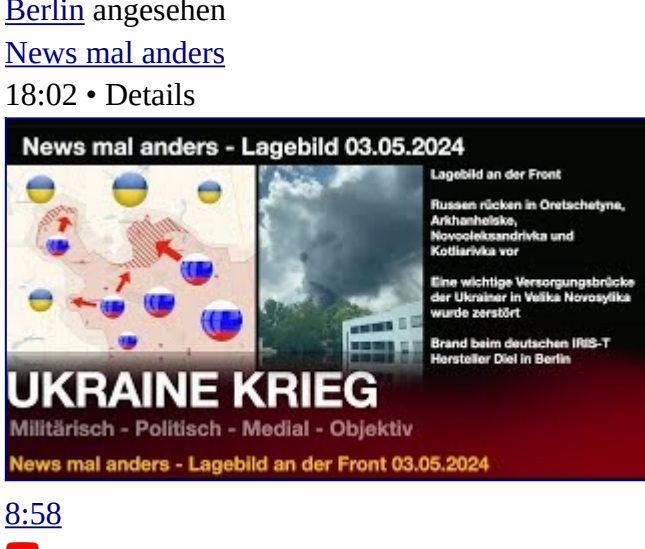 Berlin angesehen
News mal anders
18:02 • Details
News mal anders - Lagebild 03.05.2024
Lagebild an der Front
Russen rücken in Oretschetyne,
Arkhanhelske,
Novooleksandrivka und
Kotliarivka vor
Eine wichtige Versorgungsbrücke
der Ukrainer in Velika Novosylika
wurde zerstört
Brand beim deutschen IRIS-T
Hersteller Diel in Berlin
UKRAINE KRIEG
Militärisch - Politisch - Medial - Objektiv
News mal anders - Lagebild an der Front 03.05.2024
8:58